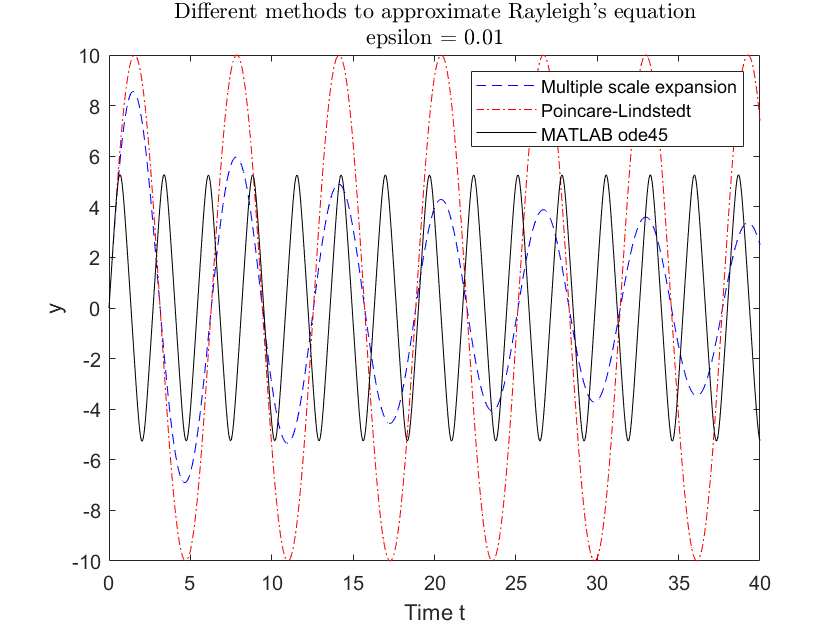 Different methods to approximate Rayleigh's equation
epsilon = 0.01
Multiple scale expansion
Poincare-Lindstedt
MATLAB ode45
10
8
6
4
2
0
-2
-4
-6
-8
-10
y
0 5 10 15 20 25 30 35 40
Time t